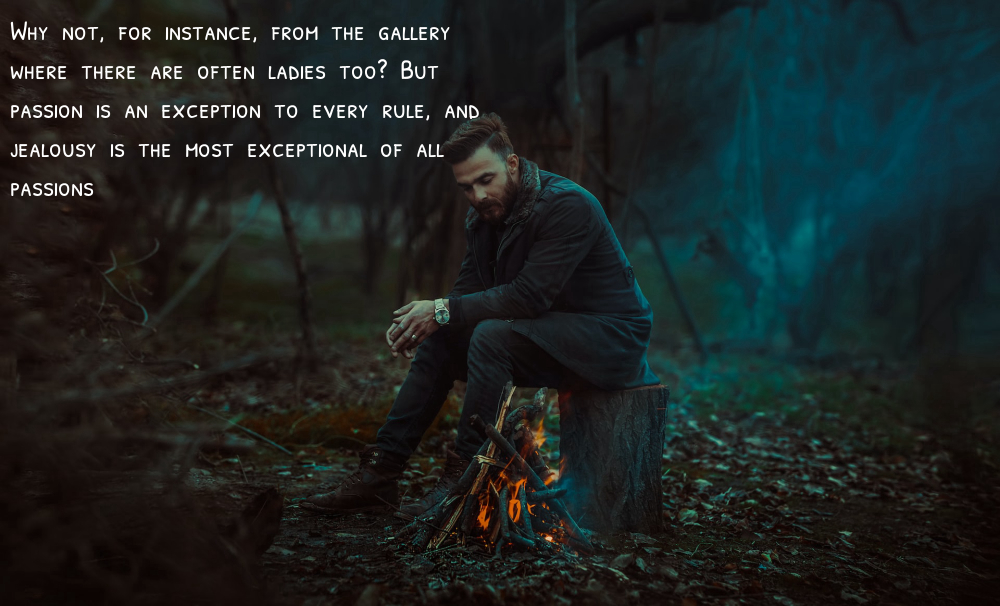 Why not, for instance, from the gallery
where there are often ladies too? But
passion is an exception to every rule, and
jealousy is the most exceptional of all
passions